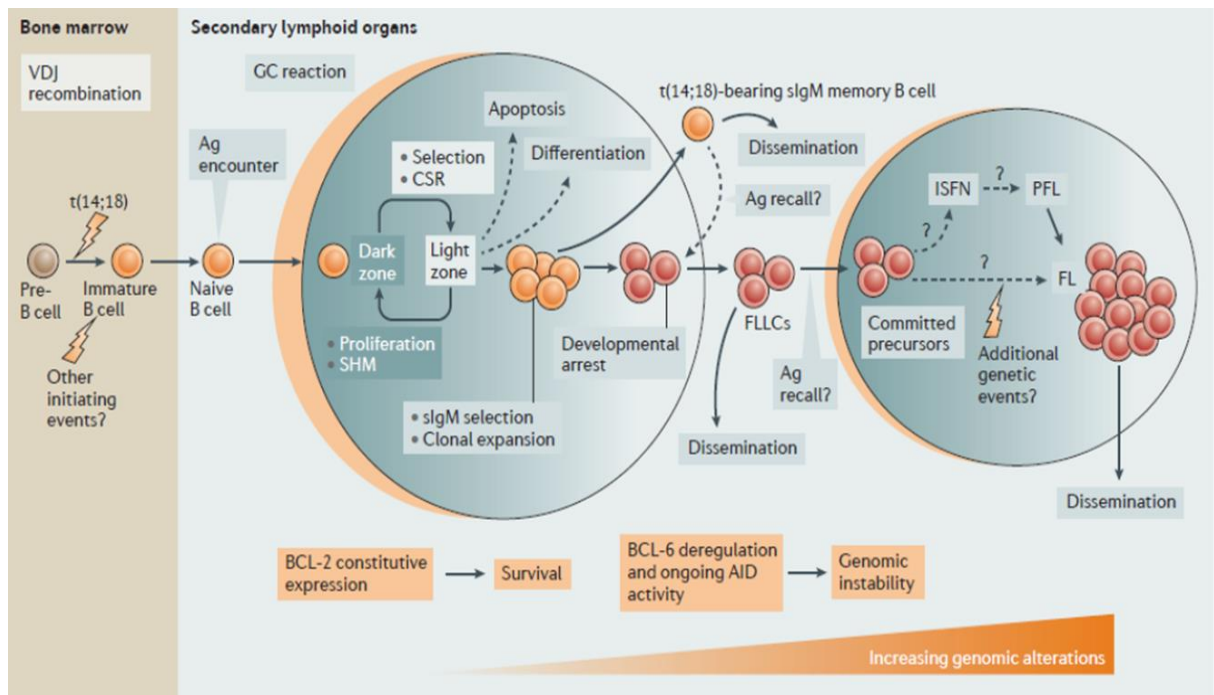 Bone marrow
Secondary lymphoid organs
VDJ
recombination
GC reaction
t(14;18)-bearing sIgM memory B cell
Apoptosis
Dissemination
Ag
encounter
• Selection
• CSR
Differentiation
ISFN
?
PFL
Ag recall?
?
t(14;18)
Dark
zone
Light
zone
?
FL
Pre-
B cell
Immature
B cell
Naive
B cell
FLLCs
Committed
precursors
• Proliferation
• SHM
Developmental
arrest
Additional
genetic
events?
Other
initiating
events?
Ag
recall?
• sIgM selection
• Clonal expansion
Dissemination
Dissemination
BCL-2 constitutive
expression
Survival
BCL-6 deregulation
and ongoing AID
activity
Genomic
instability
Increasing genomic alterations